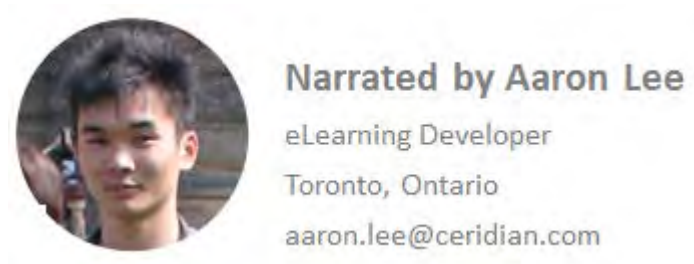 Narrated by Aaron Lee
eLearning Developer
Toronto, Ontario
aaron.lee@ceridian.com